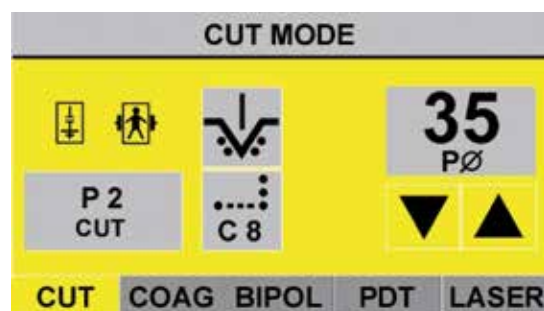 CUT MODE
35
PØ
P 2
CUT
C 8
CUT COAG BIPOL PDT LASER